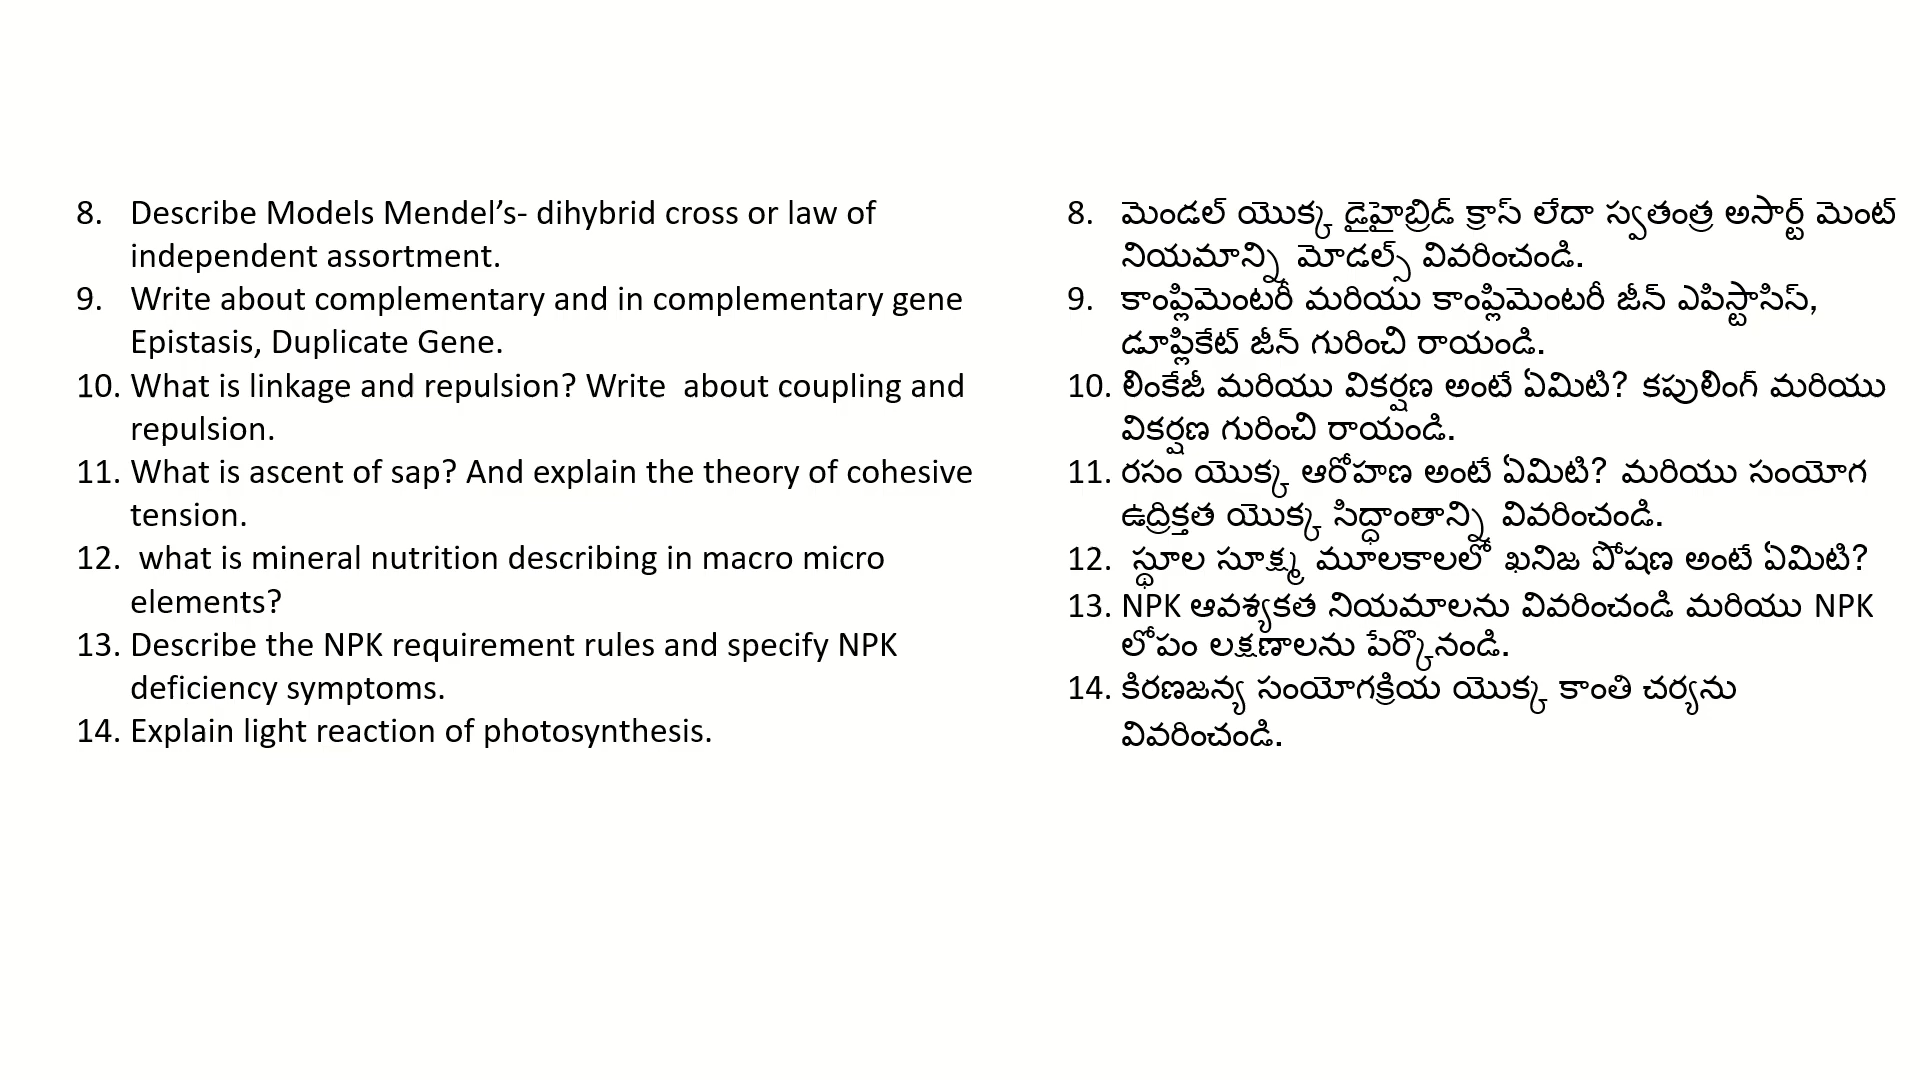 8. Describe Models Mendel’s- dihybrid cross or law of
independent assortment.
9. Write about complementary and in complementary gene
Epistasis, Duplicate Gene.
10. What is linkage and repulsion? Write  about coupling and
repulsion.
11. What is ascent of sap? And explain the theory of cohesive
tension.
12. what is mineral nutrition describing in macro micro
elements?
13. Describe the NPK requirement rules and specify NPK
deficiency symptoms.
14. Explain light reaction of photosynthesis.
8. మెండల్ యొక్క డైహైబ్రిడ్ క్రాస్ లేదా స్వతంత్ర అసార్ట్ మెంట్
నియమాన్ని మోడల్స్ వివరించండి.
9. కాంప్లిమెంటరీ మరియు కాంప్లిమెంటరీ జీన్ ఎపిస్టాసిస్,
డూప్లికేట్ జీన్ గురించి రాయండి.
10. లింకేజీ మరియు వికర్షణ అంటే ఏమిటి? కపులింగ్ మరియు
వికర్షణ గురించి రాయండి.
11. రసం యొక్క ఆరోహణ అంటే ఏమిటి? మరియు సంయోగ
ఉద్రిక్తత యొక్క సిద్ధాంతాన్ని వివరించండి.
12. స్థూల సూక్ష్మ మూలకాలలో ఖనిజ పోషణ అంటే ఏమిటి?
13. NPK ఆవశ్యకత నియమాలను వివరించండి మరియు NPK
లోపం లక్షణాలను పేర్కొనండి.
14. కిరణజన్య సంయోగక్రియ యొక్క కాంతి చర్యను
వివరించండి.